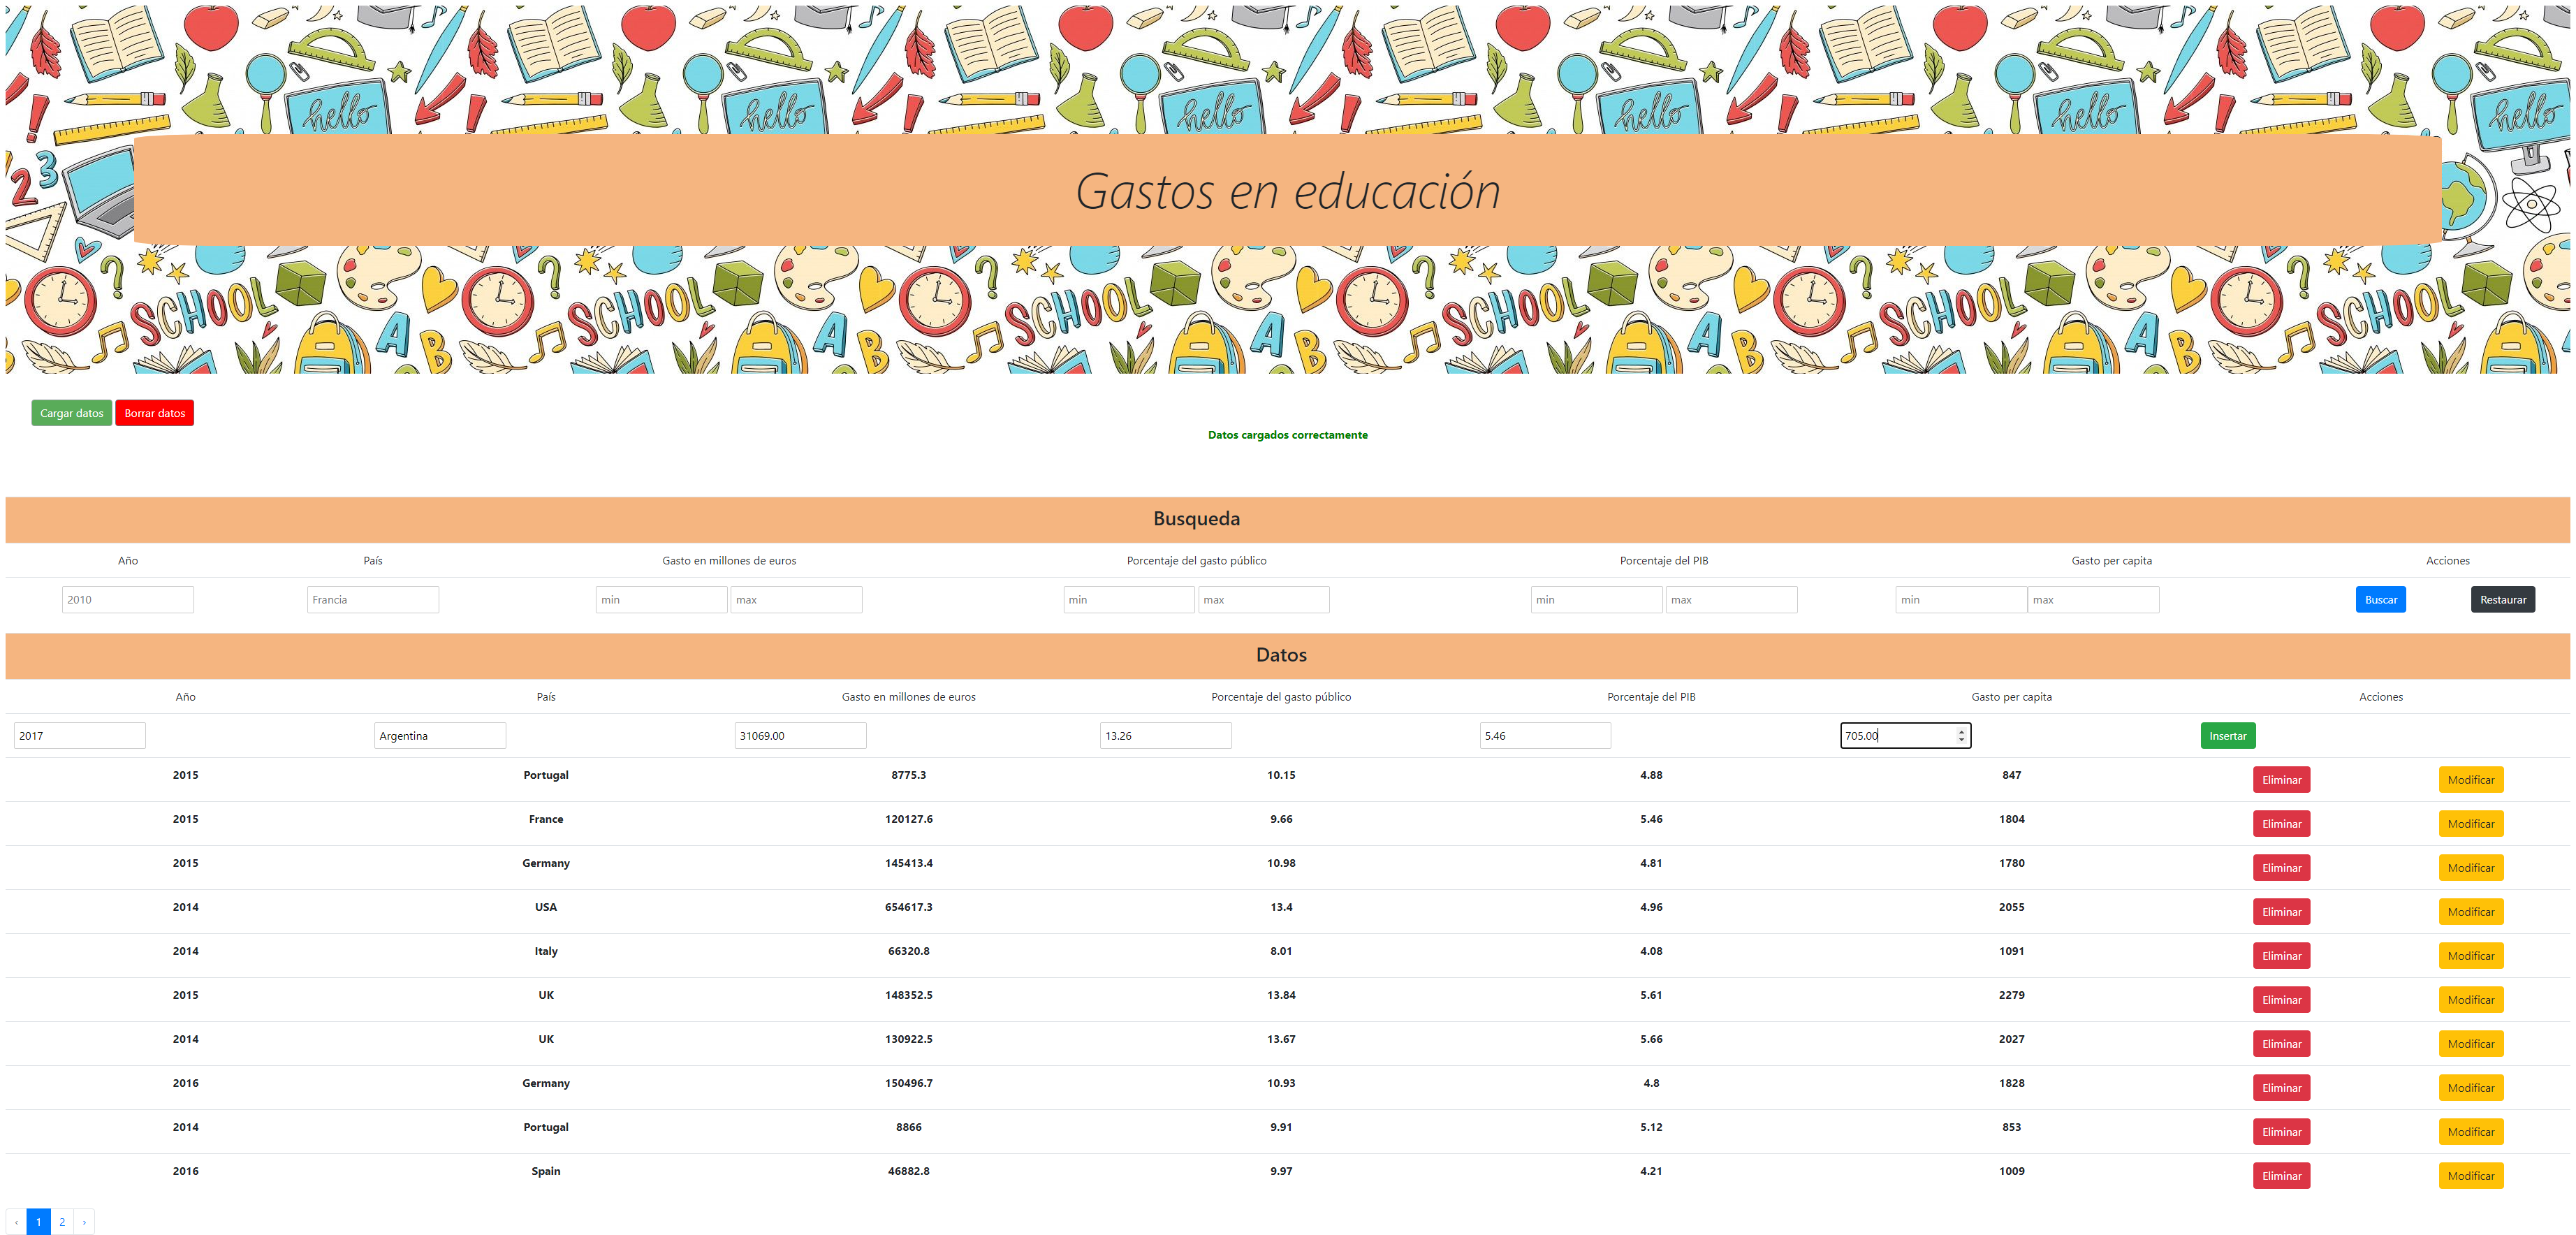 hello hello hello hello hello hello
2 3
Gastos en educación
SCHOOL SCHOOL SCHOOL SCHOOL SCHOOL SCHOOL
A B A B A B A B A B
Cargar datos Borrar datos
Datos cargados correctamente
Busqueda
Año País Gasto en millones de euros Porcentaje del gasto público Porcentaje del PIB Gasto per capita Acciones
2010 Francia min max min max min max min max Buscar Restaurar
Datos
Año País Gasto en millones de euros Porcentaje del gasto público Porcentaje del PIB Gasto per capita Acciones
2017 Argentina 31069.00 13.26 5.46 705.00 Insertar
2015 Portugal 8775.3 10.15 4.88 847 Eliminar Modificar
2015 France 120127.6 9.66 5.46 1804 Eliminar Modificar
2015 Germany 145413.4 10.98 4.81 1780 Eliminar Modificar
2014 USA 654617.3 13.4 4.96 2055 Eliminar Modificar
2014 Italy 66320.8 8.01 4.08 1091 Eliminar Modificar
2015 UK 148352.5 13.84 5.61 2279 Eliminar Modificar
2014 UK 130922.5 13.67 5.66 2027 Eliminar Modificar
2016 Germany 150496.7 10.93 4.8 1828 Eliminar Modificar
2014 Portugal 8866 9.91 5.12 853 Eliminar Modificar
2016 Spain 46882.8 9.97 4.21 1009 Eliminar Modificar
‹ 1 2 ›